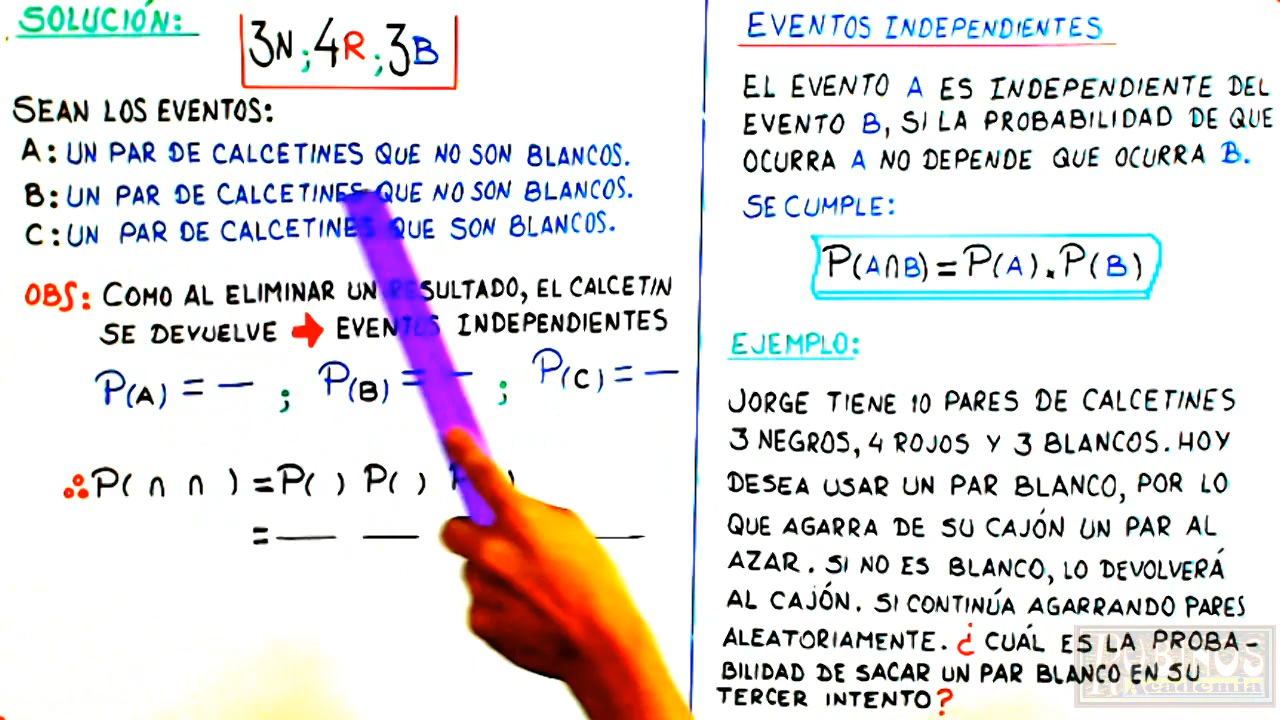 SOLUCIÓN:
3N ; 4R ; 3B
SEAN LOS EVENTOS:
A: UN PAR DE CALCETINES QUE NO SON BLANCOS.
B: UN PAR DE CALCETINES QUE NO SON BLANCOS.
C: UN PAR DE CALCETINES QUE SON BLANCOS.
OBS: COMO AL ELIMINAR UN RESULTADO, EL CALCETIN
SE DEVUELVE → EVENTOS INDEPENDIENTES
P(A) = — ; P(B) = — ; P(C) = —
∴ P( ∩ ∩ ) = P( ) P( ) P( )
= — — —
EVENTOS INDEPENDIENTES
EL EVENTO A ES INDEPENDIENTE DEL
EVENTO B, SI LA PROBABILIDAD DE QUE
OCURRA A NO DEPENDE QUE OCURRA B.
SE CUMPLE:
P(A∩B) = P(A) . P(B)
EJEMPLO:
JORGE TIENE 10 PARES DE CALCETINES
3 NEGROS, 4 ROJOS Y 3 BLANCOS. HOY
DESEA USAR UN PAR BLANCO, POR LO
QUE AGARRA DE SU CAJÓN UN PAR AL
AZAR. SI NO ES BLANCO, LO DEVOLVERÁ
AL CAJÓN. SI CONTINÚA AGARRANDO PARES
ALEATORIAMENTE. ¿CUÁL ES LA PROBA-
BILIDAD DE SACAR UN PAR BLANCO EN SU
TERCER INTENTO?
Academia